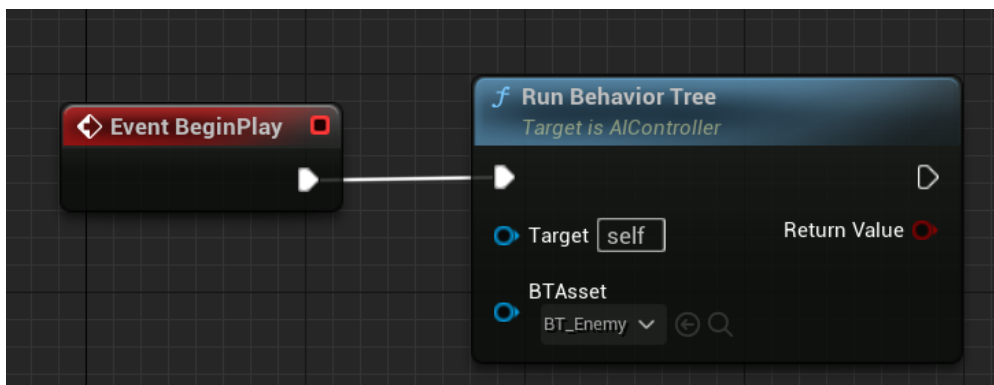 Event BeginPlay
f Run Behavior Tree
Target is AIController
Target self
Return Value
BTAsset
BT_Enemy